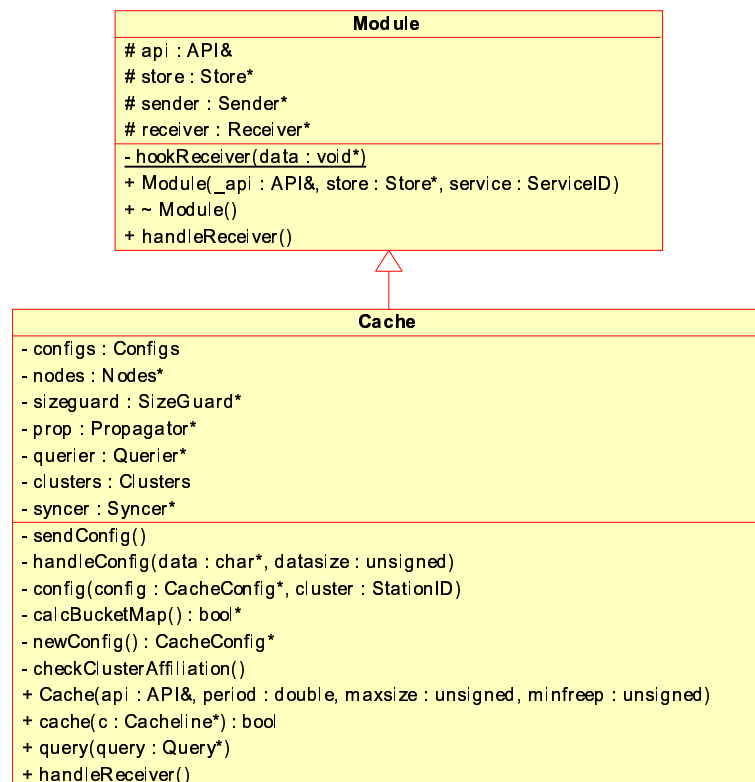 Module
# api : API&
# store : Store*
# sender : Sender*
# receiver : Receiver*
- hookReceiver(data : void*)
+ Module(_api : API&, store : Store*, service : ServiceID)
+ ~ Module()
+ handleReceiver()
Cache
- configs : Configs
- nodes : Nodes*
- sizeguard : SizeGuard*
- prop : Propagator*
- querier : Querier*
- clusters : Clusters
- syncer : Syncer*
- sendConfig()
- handleConfig(data : char*, datasize : unsigned)
- config(config : CacheConfig*, cluster : StationID)
- calcBucketMap() : bool*
- newConfig() : CacheConfig*
- checkClusterAffiliation()
+ Cache(api : API&, period : double, maxsize : unsigned, minfreep : unsigned)
+ cache(c : Cacheline*) : bool
+ query(query : Query*)
+ handleReceiver()